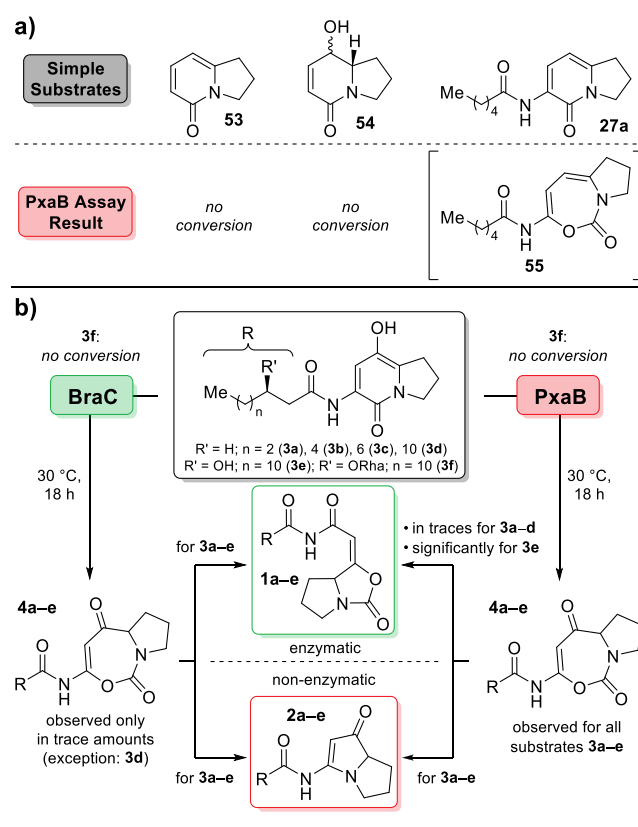 a)
Simple
Substrates
N
O
53
OH
H
N
O
54
Me
4
O
N
H
N
O
27a
PxaB Assay
Result
no
conversion
no
conversion
Me
4
O
N
H
O
N
O
55
b)
3f:
no conversion
BraC
R
R'
Me
n
O
N
H
OH
N
O
R' = H; n = 2 (3a), 4 (3b), 6 (3c), 10 (3d)
R' = OH; n = 10 (3e); R' = ORha; n = 10 (3f)
3f:
no conversion
PxaB
30 °C,
18 h
30 °C,
18 h
for 3a–e
R
O
N
H
O
1a–e
O
N
O
enzymatic
• in traces for 3a–d
• significantly for 3e
4a–e
O
R
O
N
H
O
N
O
observed only
in trace amounts
(exception: 3d)
4a–e
O
R
O
N
H
O
N
O
observed for all
substrates 3a–e
non-enzymatic
2a–e
O
R
O
N
H
N
for 3a–e
for 3a–e